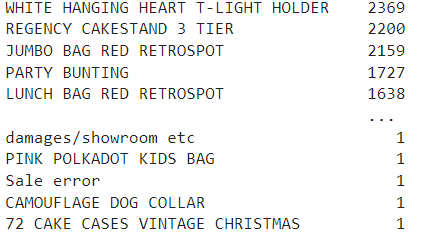 WHITE HANGING HEART T-LIGHT HOLDER 2369
REGENCY CAKESTAND 3 TIER 2200
JUMBO BAG RED RETROSPOT 2159
PARTY BUNTING 1727
LUNCH BAG RED RETROSPOT 1638
...
damages/showroom etc 1
PINK POLKADOT KIDS BAG 1
Sale error 1
CAMOUFLAGE DOG COLLAR 1
72 CAKE CASES VINTAGE CHRISTMAS 1